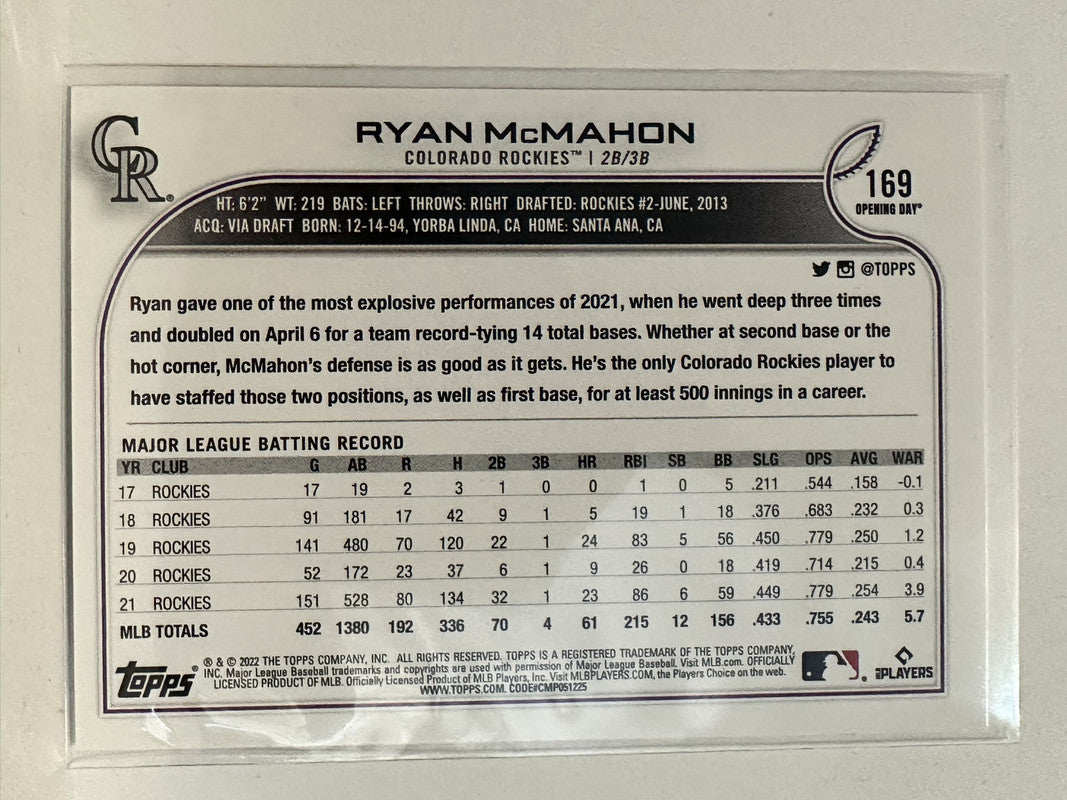 CR®
RYAN McMAHON
COLORADO ROCKIES™ | 2B/3B
169
OPENING DAY®
HT: 6'2" WT: 219 BATS: LEFT THROWS: RIGHT DRAFTED: ROCKIES #2-JUNE, 2013
ACQ: VIA DRAFT BORN: 12-14-94, YORBA LINDA, CA HOME: SANTA ANA, CA
@TOPPS
Ryan gave one of the most explosive performances of 2021, when he went deep three times
and doubled on April 6 for a team record-tying 14 total bases. Whether at second base or the
hot corner, McMahon's defense is as good as it gets. He's the only Colorado Rockies player to
have staffed those two positions, as well as first base, for at least 500 innings in a career.
MAJOR LEAGUE BATTING RECORD
YR CLUB G AB R H 2B 3B HR RBI SB BB SLG OPS AVG WAR
17 ROCKIES 17 19 2 3 1 0 0 1 0 5 .211 .544 .158 -0.1
18 ROCKIES 91 181 17 42 9 1 5 19 1 18 .376 .683 .232 0.3
19 ROCKIES 141 480 70 120 22 1 24 83 5 56 .450 .779 .250 1.2
20 ROCKIES 52 172 23 37 6 1 9 26 0 18 .419 .714 .215 0.4
21 ROCKIES 151 528 80 134 32 1 23 86 6 59 .449 .779 .254 3.9
MLB TOTALS 452 1380 192 336 70 4 61 215 12 156 .433 .755 .243 5.7
Topps®
® & © 2022 THE TOPPS COMPANY, INC. ALL RIGHTS RESERVED. TOPPS IS A REGISTERED TRADEMARK OF THE TOPPS COMPANY,
INC. Major League Baseball trademarks and copyrights are used with permission of Major League Baseball. Visit MLB.com. OFFICIALLY
LICENSED PRODUCT OF MLB. Officially Licensed Product of MLB Players, Inc. Visit MLBPLAYERS.COM, the Players Choice on the web.
WWW.TOPPS.COM. CODE#CMP051225
MLB PLAYERS